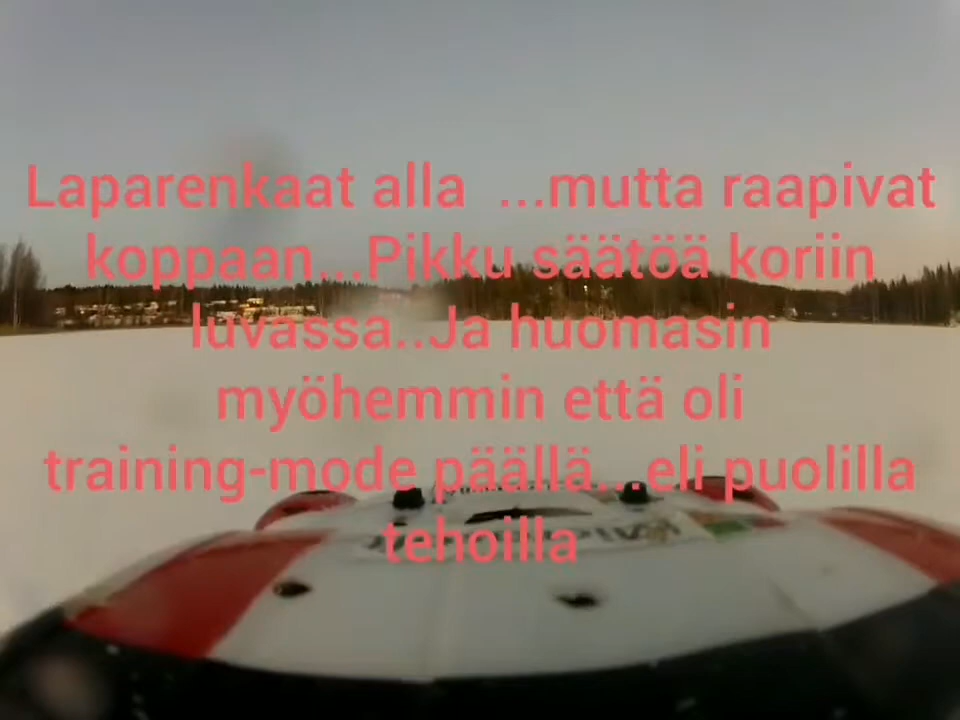 Laparenkaat alla ...mutta raapivat
koppaan...Pikku säätöä koriin
luvassa..Ja huomasin
myöhemmin että oli
training-mode päällä...eli puolilla
tehoilla